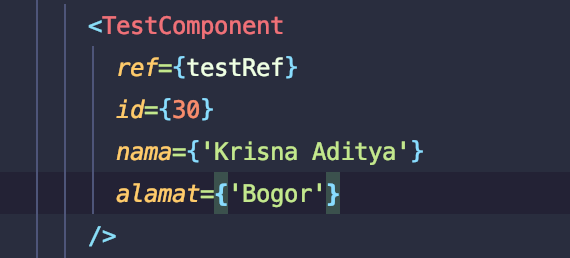 <TestComponent
ref={testRef}
id={30}
nama={'Krisna Aditya'}
alamat={'Bogor'}
/>